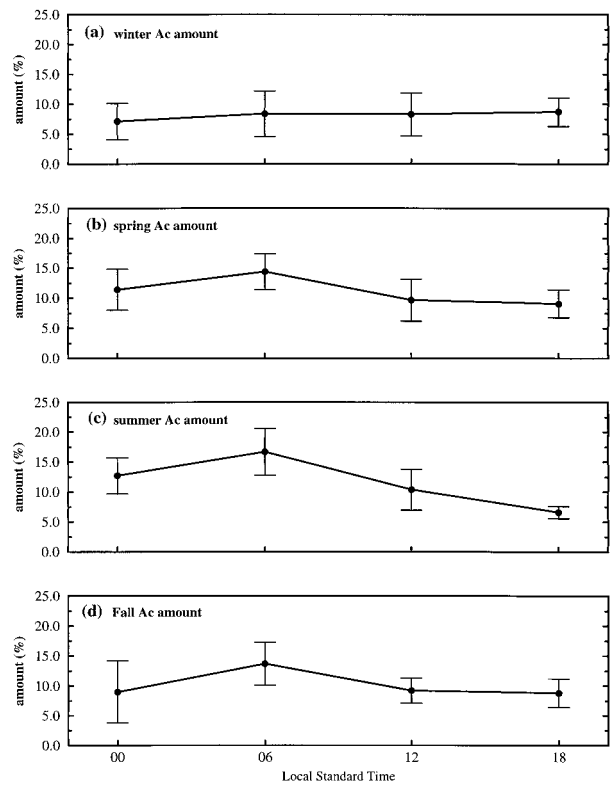 (a) winter Ac amount
amount (%)
25.0
20.0
15.0
10.0
5.0
0.0
(b) spring Ac amount
amount (%)
25.0
20.0
15.0
10.0
5.0
0.0
(c) summer Ac amount
amount (%)
25.0
20.0
15.0
10.0
5.0
0.0
(d) Fall Ac amount
amount (%)
25.0
20.0
15.0
10.0
5.0
0.0
00 06 12 18
Local Standard Time